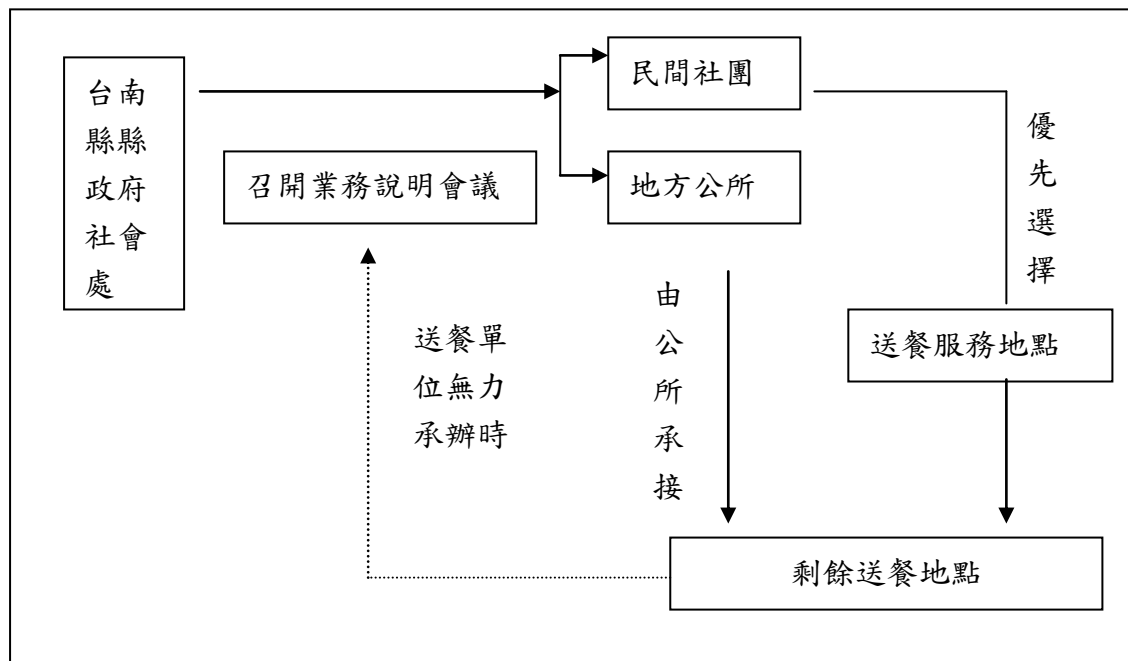 台南
縣縣
政府
社會
處
召開業務說明會議
民間社團
地方公所
優先選擇
送餐服務地點
由公所承接
送餐單
位無力
承辦時
剩餘送餐地點